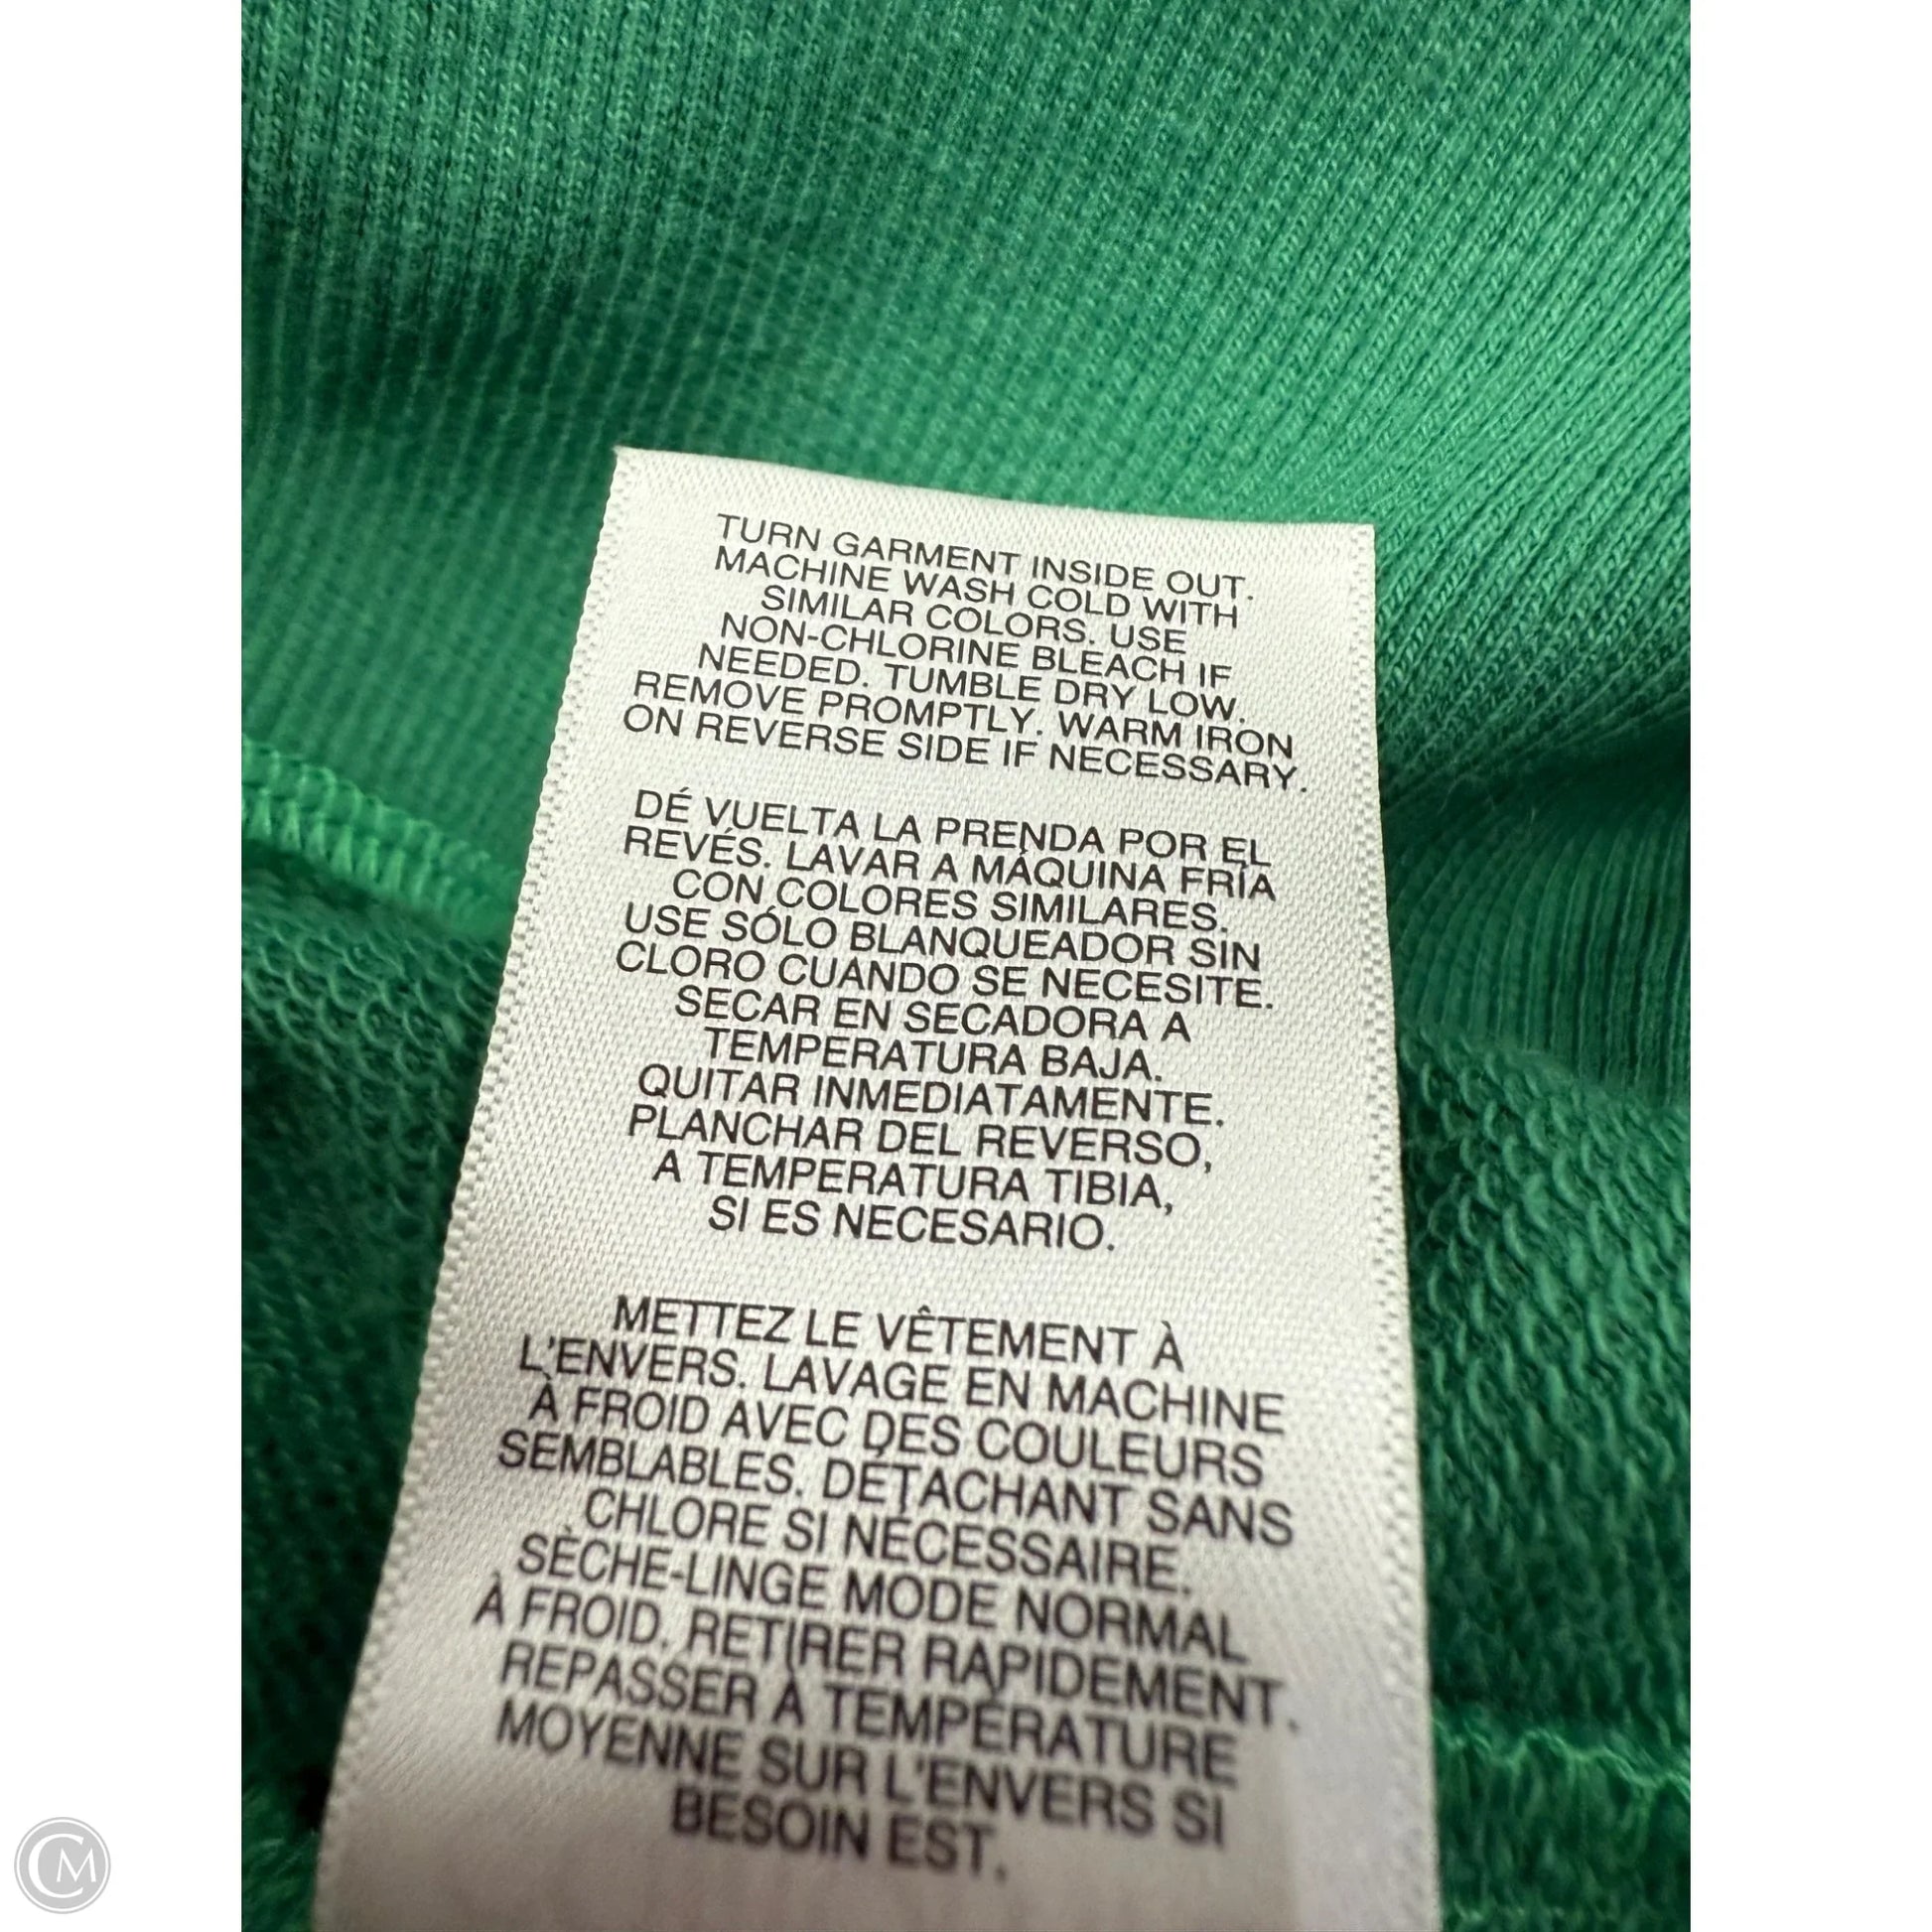 TURN GARMENT INSIDE OUT.
MACHINE WASH COLD WITH
SIMILAR COLORS. USE
NON-CHLORINE BLEACH IF
NEEDED. TUMBLE DRY LOW.
REMOVE PROMPTLY. WARM IRON
ON REVERSE SIDE IF NECESSARY.
DÉ VUELTA LA PRENDA POR EL
REVÉS. LAVAR A MÁQUINA FRÍA
CON COLORES SIMILARES.
USE SÓLO BLANQUEADOR SIN
CLORO CUANDO SE NECESITE.
SECAR EN SECADORA A
TEMPERATURA BAJA.
QUITAR INMEDIATAMENTE.
PLANCHAR DEL REVERSO,
A TEMPERATURA TIBIA,
SI ES NECESARIO.
METTEZ LE VÊTEMENT À
L'ENVERS. LAVAGE EN MACHINE
À FROID AVEC DES COULEURS
SEMBLABLES. DÉTACHANT SANS
CHLORE SI NÉCESSAIRE.
SÈCHE-LINGE MODE NORMAL
À FROID. RETIRER RAPIDEMENT.
REPASSER À TEMPÉRATURE
MOYENNE SUR L'ENVERS SI
BESOIN EST.
CM